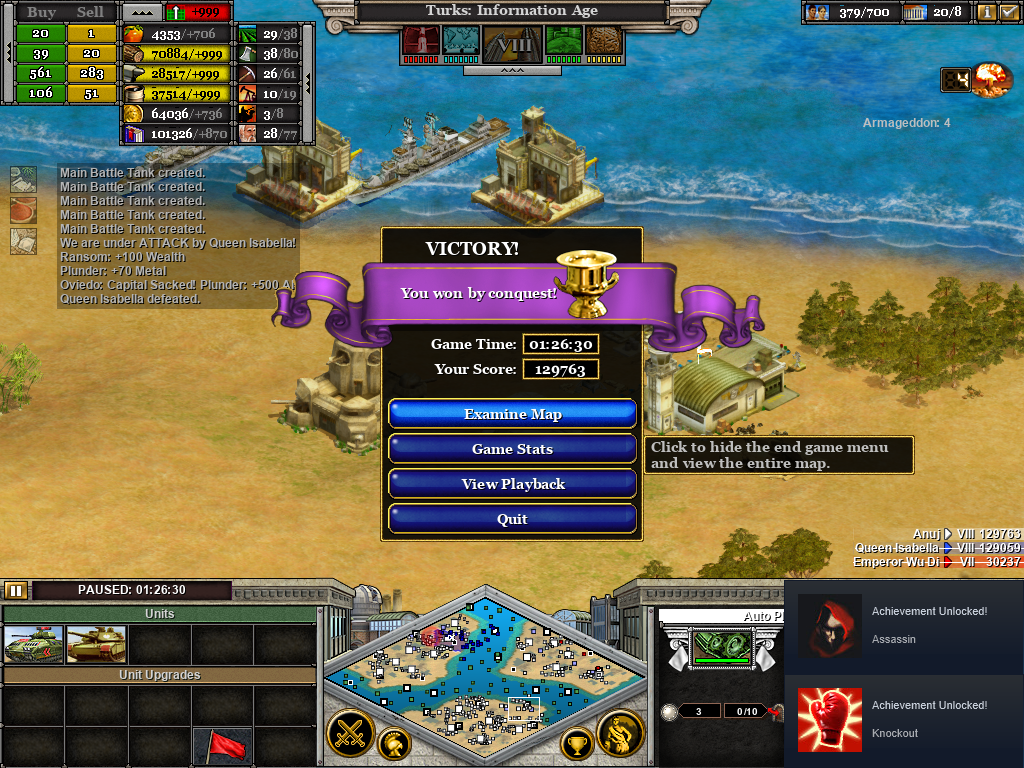 Buy Sell
+999
Turks: Information Age
379/700
20/8
20 1
4353/+706
29/38
39 20
70884/+999
38/80
561 283
28517/+999
26/61
106 51
37514/+999
10/19
64036/+736
3/8
101326/+870
28/77
VIII
Armageddon: 4
Main Battle Tank created.
Main Battle Tank created.
Main Battle Tank created.
Main Battle Tank created.
Main Battle Tank created.
We are under ATTACK by Queen Isabella!
Ransom: +100 Wealth
Plunder: +70 Metal
Oviedo: Capital Sacked! Plunder: +500 Al
Queen Isabella defeated.
VICTORY!
You won by conquest!
Game Time: 01:26:30
Your Score: 129763
Examine Map
Game Stats
View Playback
Quit
Click to hide the end game menu
and view the entire map.
Anuj VIII 129763
Queen Isabella VIII 129059
Emperor Wu Di VII 30237
PAUSED: 01:26:30
Units
Unit Upgrades
Auto Pl
3
0/10
Achievement Unlocked!
Assassin
Achievement Unlocked!
Knockout